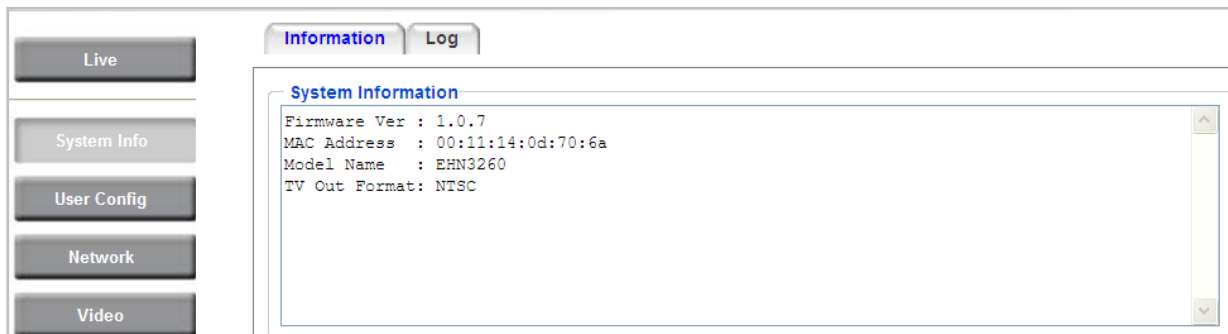 Live
System Info
User Config
Network
Video
Information
Log
System Information
Firmware Ver : 1.0.7
MAC Address  : 00:11:14:0d:70:6a
Model Name   : EHN3260
TV Out Format: NTSC